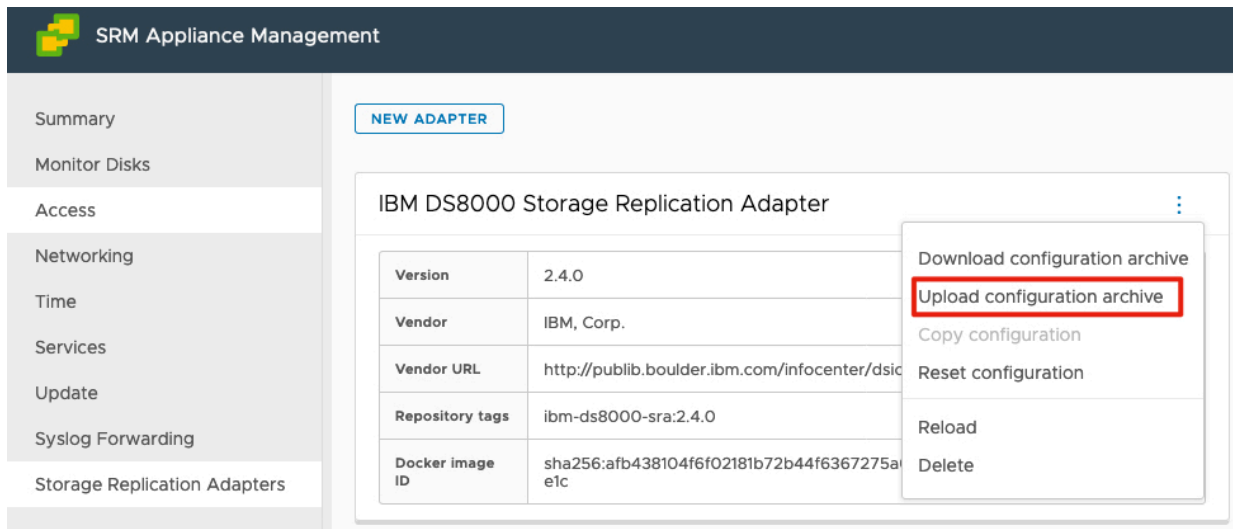 SRM Appliance Management
Summary
Monitor Disks
Access
Networking
Time
Services
Update
Syslog Forwarding
Storage Replication Adapters
NEW ADAPTER
IBM DS8000 Storage Replication Adapter
Version 2.4.0
Vendor IBM, Corp.
Vendor URL http://publib.boulder.ibm.com/infocenter/dsic
Repository tags ibm-ds8000-sra:2.4.0
Docker image sha256:afb438104f6f02181b72b44f6367275a
ID e1c
Download configuration archive
Upload configuration archive
Copy configuration
Reset configuration
Reload
Delete